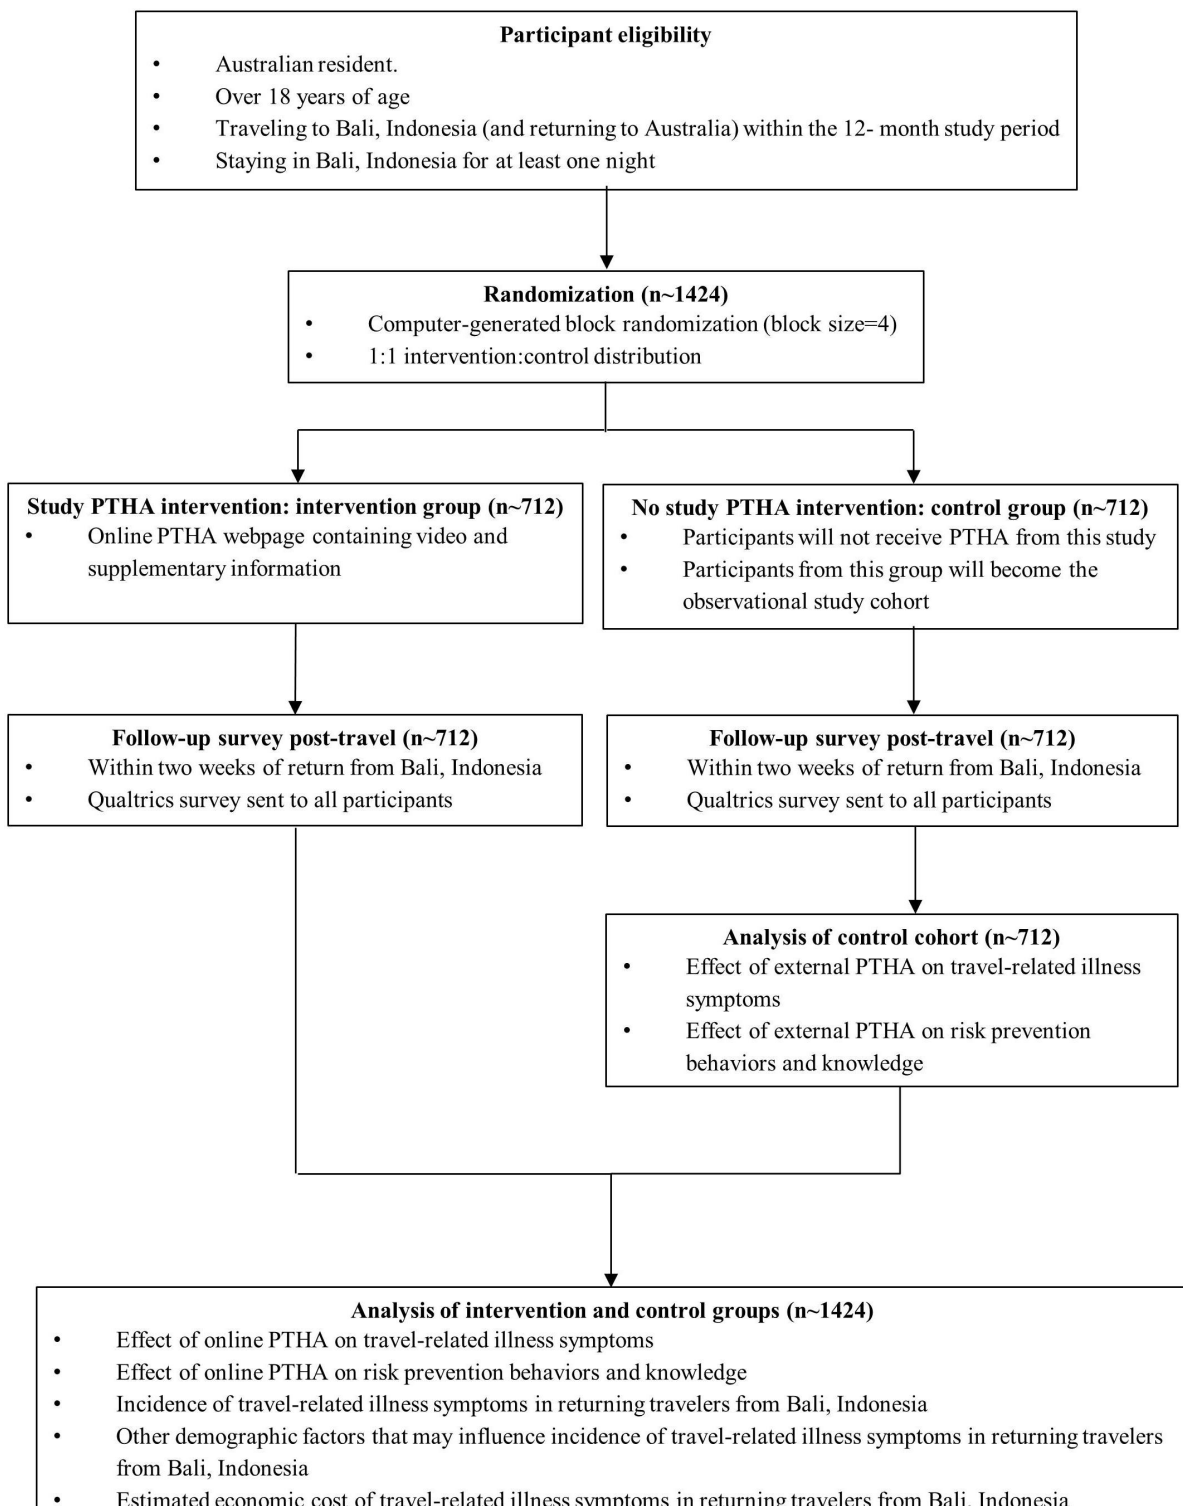 Participant eligibility
• Australian resident.
• Over 18 years of age
• Traveling to Bali, Indonesia (and returning to Australia) within the 12- month study period
• Staying in Bali, Indonesia for at least one night
Randomization (n~1424)
• Computer-generated block randomization (block size=4)
• 1:1 intervention:control distribution
Study PTHA intervention: intervention group (n~712)
• Online PTHA webpage containing video and
supplementary information
No study PTHA intervention: control group (n~712)
• Participants will not receive PTHA from this study
• Participants from this group will become the
observational study cohort
Follow-up survey post-travel (n~712)
• Within two weeks of return from Bali, Indonesia
• Qualtrics survey sent to all participants
Follow-up survey post-travel (n~712)
• Within two weeks of return from Bali, Indonesia
• Qualtrics survey sent to all participants
Analysis of control cohort (n~712)
• Effect of external PTHA on travel-related illness
symptoms
• Effect of external PTHA on risk prevention
behaviors and knowledge
Analysis of intervention and control groups (n~1424)
• Effect of online PTHA on travel-related illness symptoms
• Effect of online PTHA on risk prevention behaviors and knowledge
• Incidence of travel-related illness symptoms in returning travelers from Bali, Indonesia
• Other demographic factors that may influence incidence of travel-related illness symptoms in returning travelers
from Bali, Indonesia
• Estimated economic cost of travel-related illness symptoms in returning travelers from Bali, Indonesia